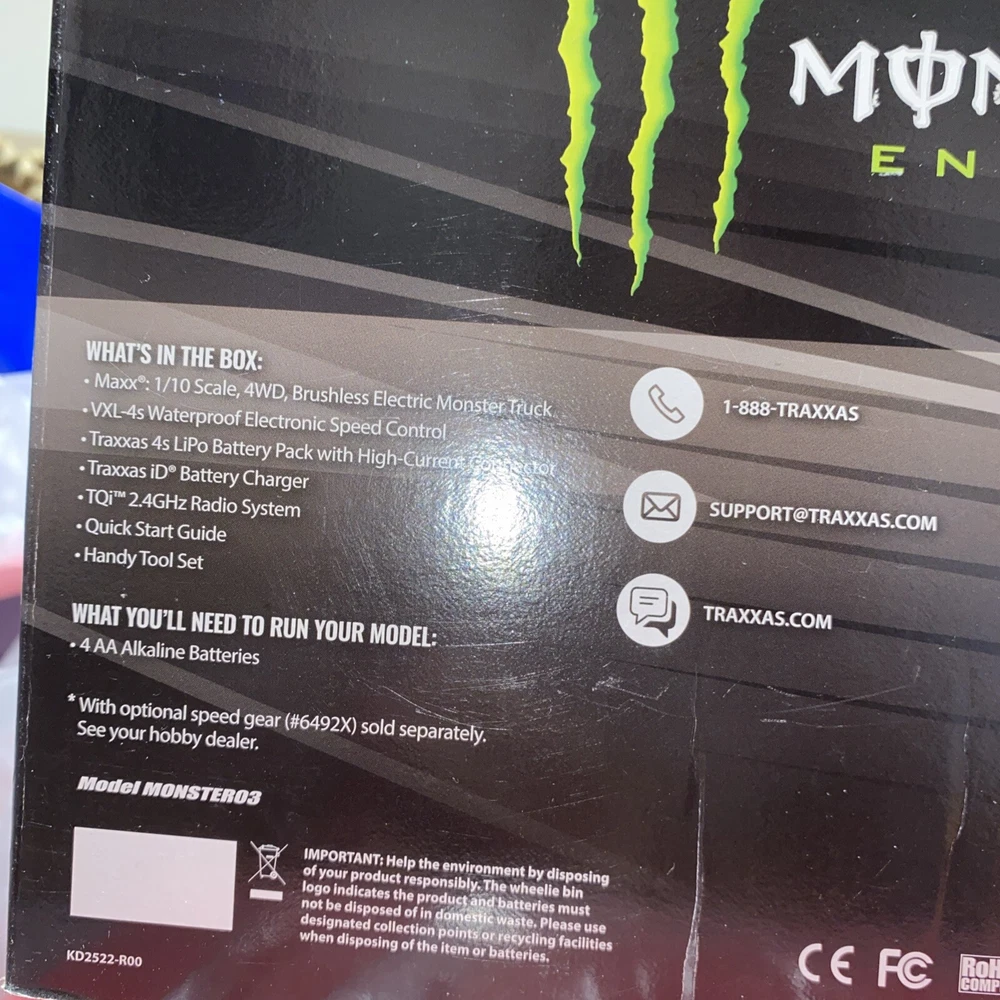 MON
EN
WHAT'S IN THE BOX:
• Maxx®: 1/10 Scale, 4WD, Brushless Electric Monster Truck
• VXL-4s Waterproof Electronic Speed Control
• Traxxas 4s LiPo Battery Pack with High-Current Connector
• Traxxas iD® Battery Charger
• TQi™ 2.4GHz Radio System
• Quick Start Guide
• Handy Tool Set
1-888-TRAXXAS
SUPPORT@TRAXXAS.COM
TRAXXAS.COM
WHAT YOU'LL NEED TO RUN YOUR MODEL:
• 4 AA Alkaline Batteries
* With optional speed gear (#6492X) sold separately.
See your hobby dealer.
Model MONSTER03
IMPORTANT: Help the environment by disposing
of your product responsibly. The wheelie bin
logo indicates the product and batteries must
not be disposed of in domestic waste. Please use
designated collection points or recycling facilities
when disposing of the item or batteries.
KD2522-R00
CE FC
RoH
COMP